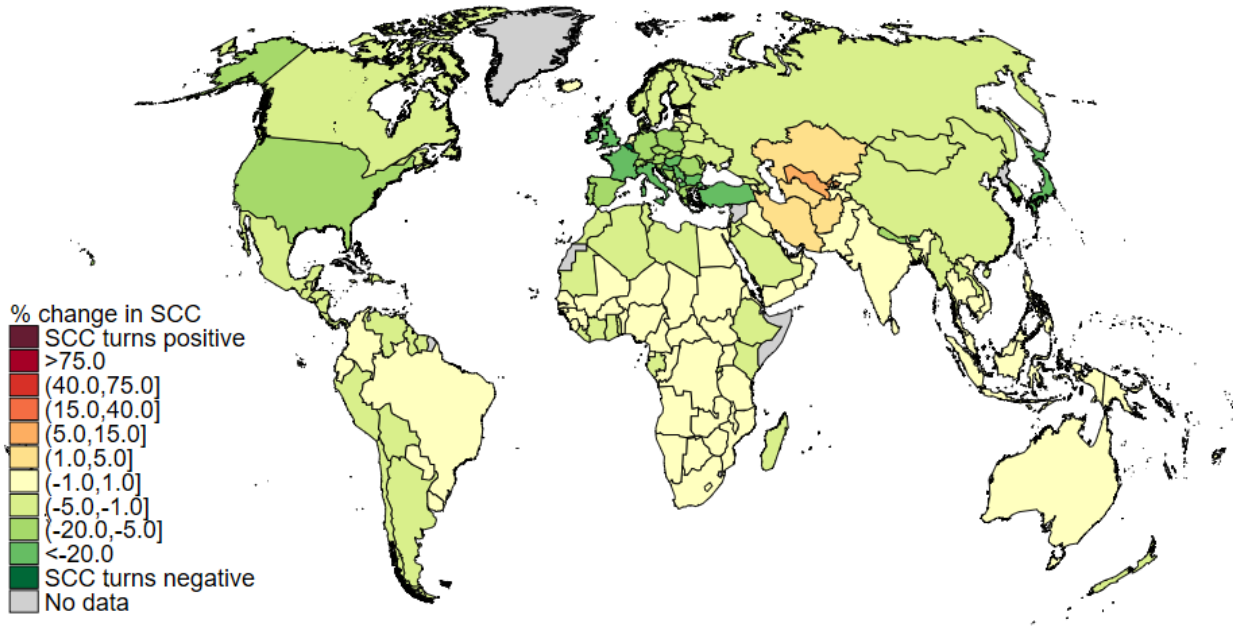 % change in SCC
SCC turns positive
>75.0
(40.0,75.0]
(15.0,40.0]
(5.0,15.0]
(1.0,5.0]
(-1.0,1.0]
(-5.0,-1.0]
(-20.0,-5.0]
<-20.0
SCC turns negative
No data